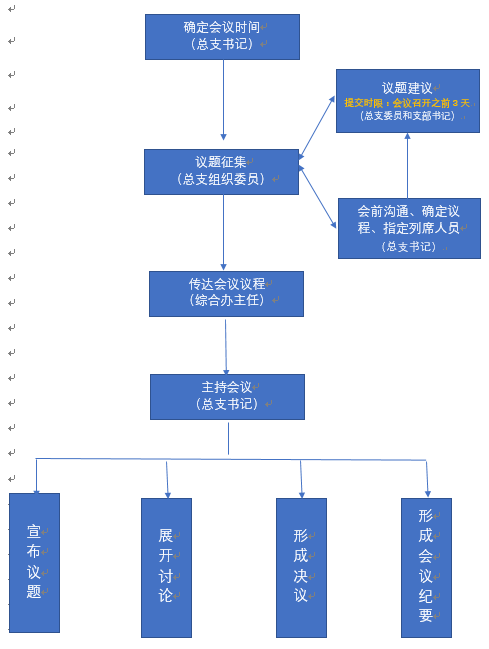 确定会议时间
（总支书记）
议题建议
提交时限：会议召开之前 3 天
（总支委员和支部书记）
议题征集
（总支组织委员）
会前沟通、确定议
程、指定列席人员
（总支书记）
传达会议议程
（综合办主任）
主持会议
（总支书记）
宣
布
议
题
展
开
讨
论
形
成
决
议
形
成
会
议
纪
要